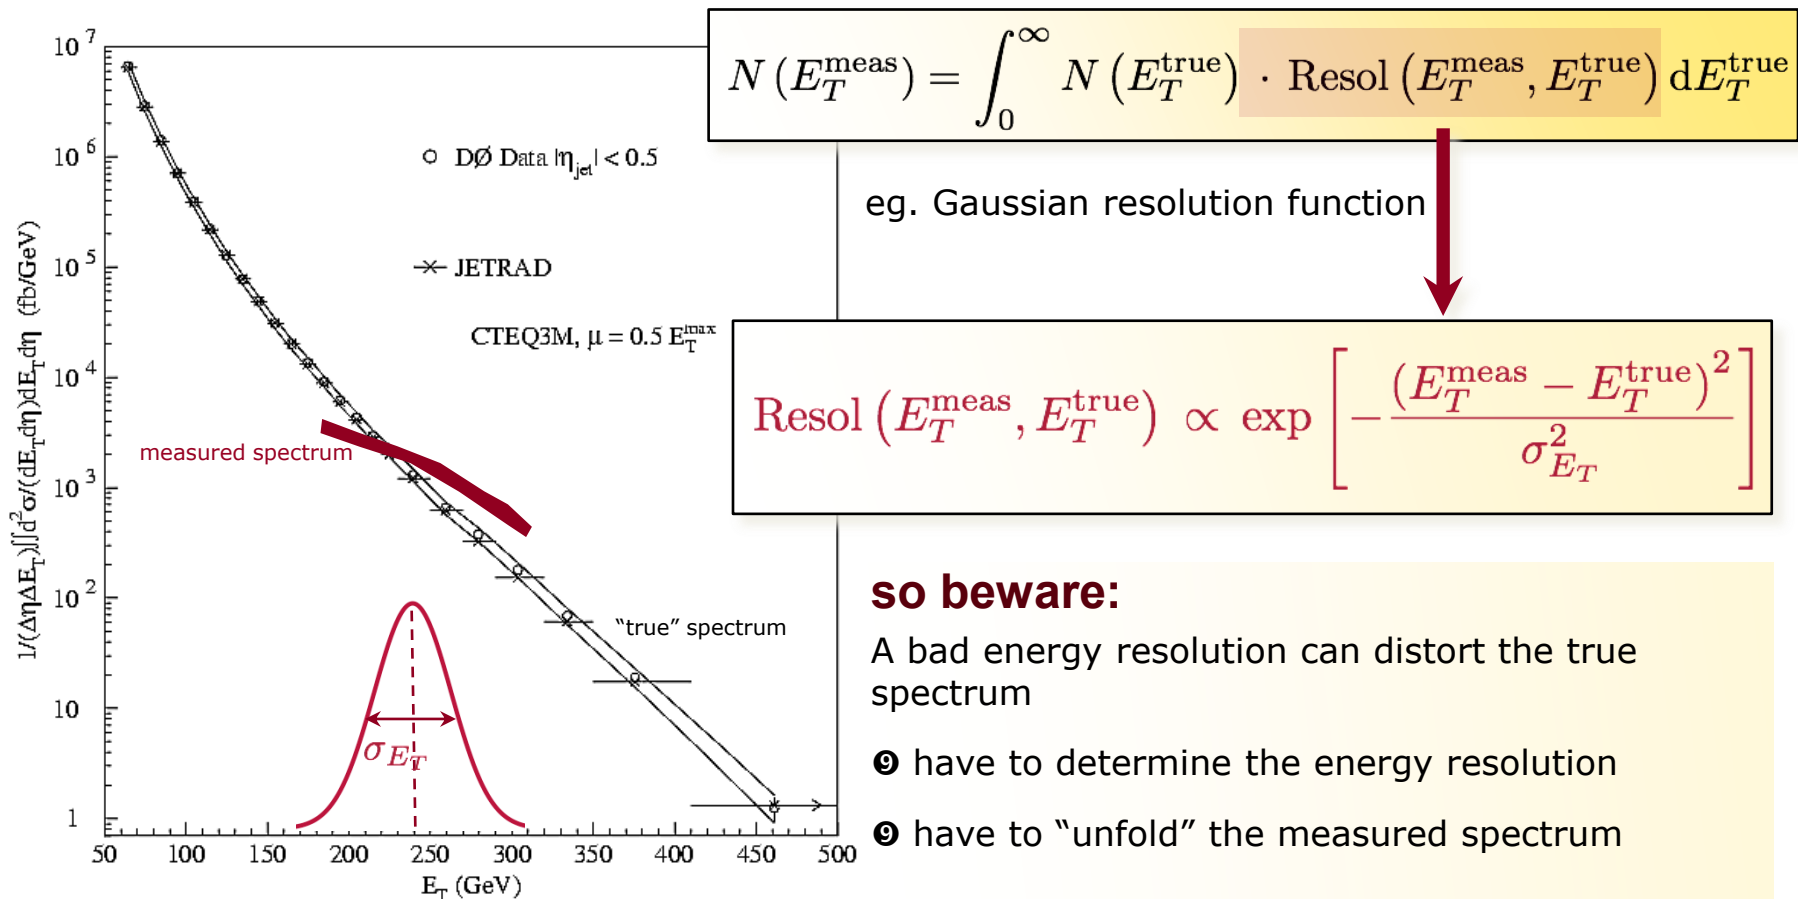 N (E_T^meas) = ∫_0^∞ N (E_T^true) · Resol (E_T^meas, E_T^true) dE_T^true
eg. Gaussian resolution function
Resol (E_T^meas, E_T^true) ∝ exp [ − (E_T^meas − E_T^true)^2 / σ_{E_T}^2 ]
so beware:
A bad energy resolution can distort the true
spectrum
❾ have to determine the energy resolution
❾ have to “unfold” the measured spectrum
1/(ΔηΔE_T)∫∫d^2σ/(dE_Tdη)dE_Tdη (fb/GeV)
10^7
10^6
10^5
10^4
10^3
10^2
10
1
DØ Data |η_jet| < 0.5
JETRAD
CTEQ3M, μ = 0.5 E_T^max
measured spectrum
“true” spectrum
σ_{E_T}
50 100 150 200 250 300 350 400 450 500
E_T (GeV)